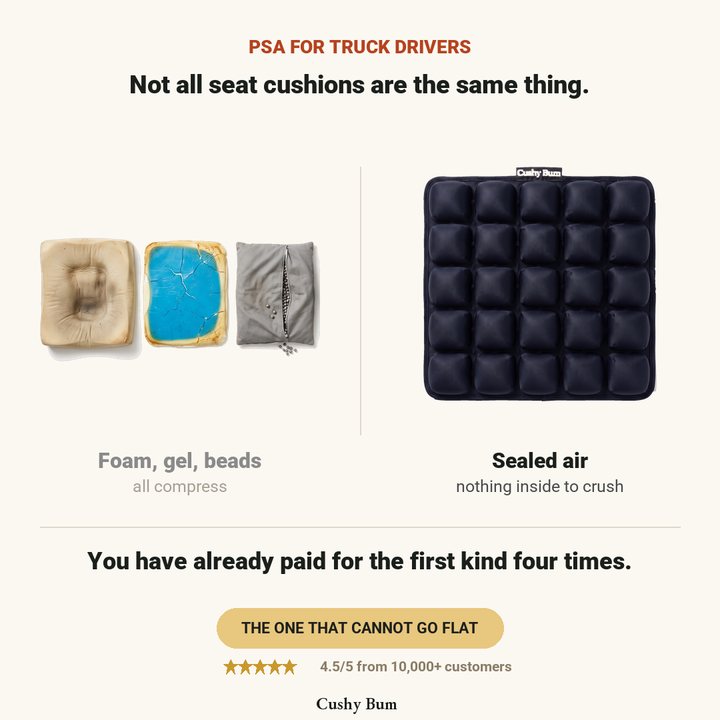 PSA FOR TRUCK DRIVERS
Not all seat cushions are the same thing.
Cushy Bum
Foam, gel, beads
all compress
Sealed air
nothing inside to crush
You have already paid for the first kind four times.
THE ONE THAT CANNOT GO FLAT
4.5/5 from 10,000+ customers
Cushy Bum